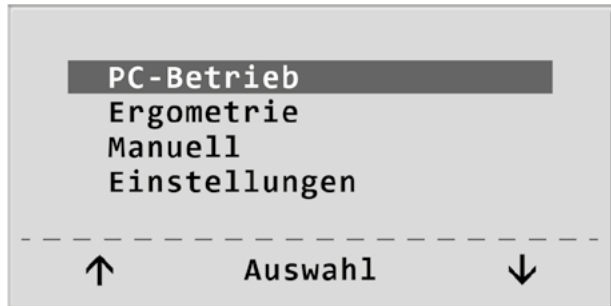 PC-Betrieb
Ergometrie
Manuell
Einstellungen
↑ Auswahl ↓